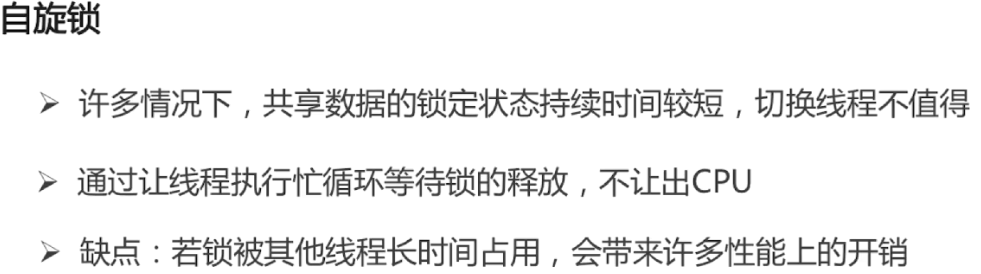 自旋锁
➢ 许多情况下，共享数据的锁定状态持续时间较短，切换线程不值得
➢ 通过让线程执行忙循环等待锁的释放，不让出CPU
➢ 缺点：若锁被其他线程长时间占用，会带来许多性能上的开销